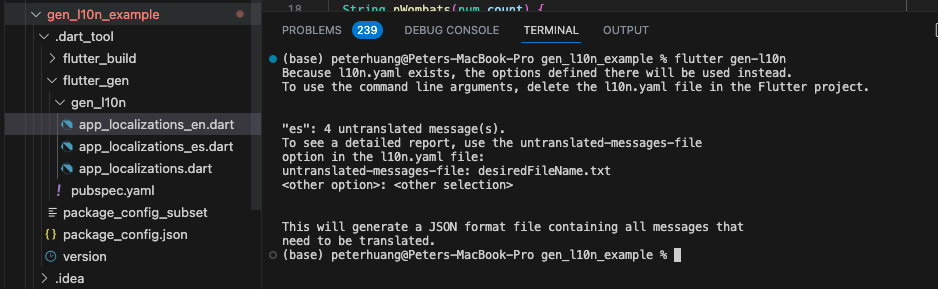 gen_l10n_example
.dart_tool
flutter_build
flutter_gen
gen_l10n
app_localizations_en.dart
app_localizations_es.dart
app_localizations.dart
! pubspec.yaml
package_config_subset
{} package_config.json
version
.idea
18 String nWombats(num count) {
PROBLEMS 239 DEBUG CONSOLE TERMINAL OUTPUT
(base) peterhuang@Peters-MacBook-Pro gen_l10n_example % flutter gen-l10n
Because l10n.yaml exists, the options defined there will be used instead.
To use the command line arguments, delete the l10n.yaml file in the Flutter project.
"es": 4 untranslated message(s).
To see a detailed report, use the untranslated-messages-file
option in the l10n.yaml file:
untranslated-messages-file: desiredFileName.txt
<other option>: <other selection>
This will generate a JSON format file containing all messages that
need to be translated.
(base) peterhuang@Peters-MacBook-Pro gen_l10n_example %